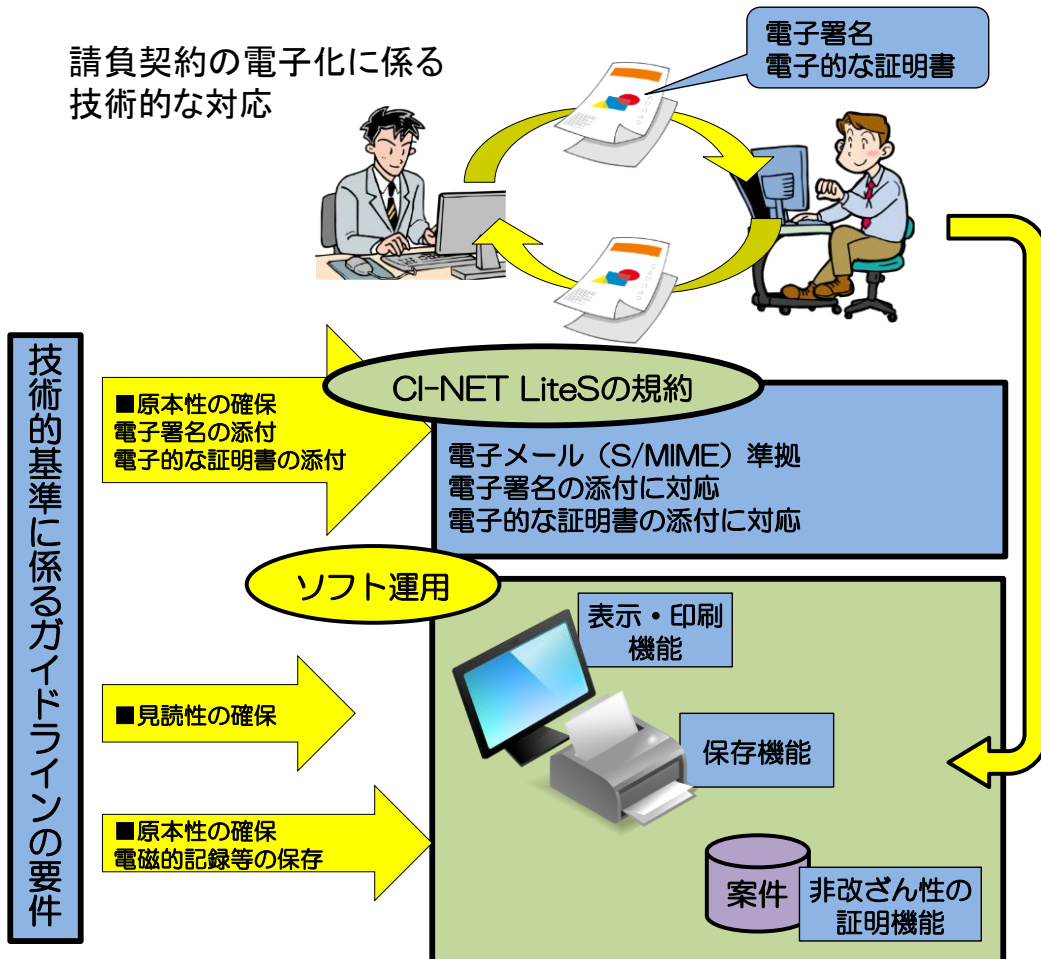 請負契約の電子化に係る
技術的な対応
電子署名
電子的な証明書
技術的基準に係るガイドラインの要件
■原本性の確保
電子署名の添付
電子的な証明書の添付
CI-NET LiteSの規約
電子メール（S/MIME）準拠
電子署名の添付に対応
電子的な証明書の添付に対応
ソフト運用
表示・印刷
機能
■見読性の確保
保存機能
■原本性の確保
電磁的記録等の保存
案件
非改ざん性の
証明機能